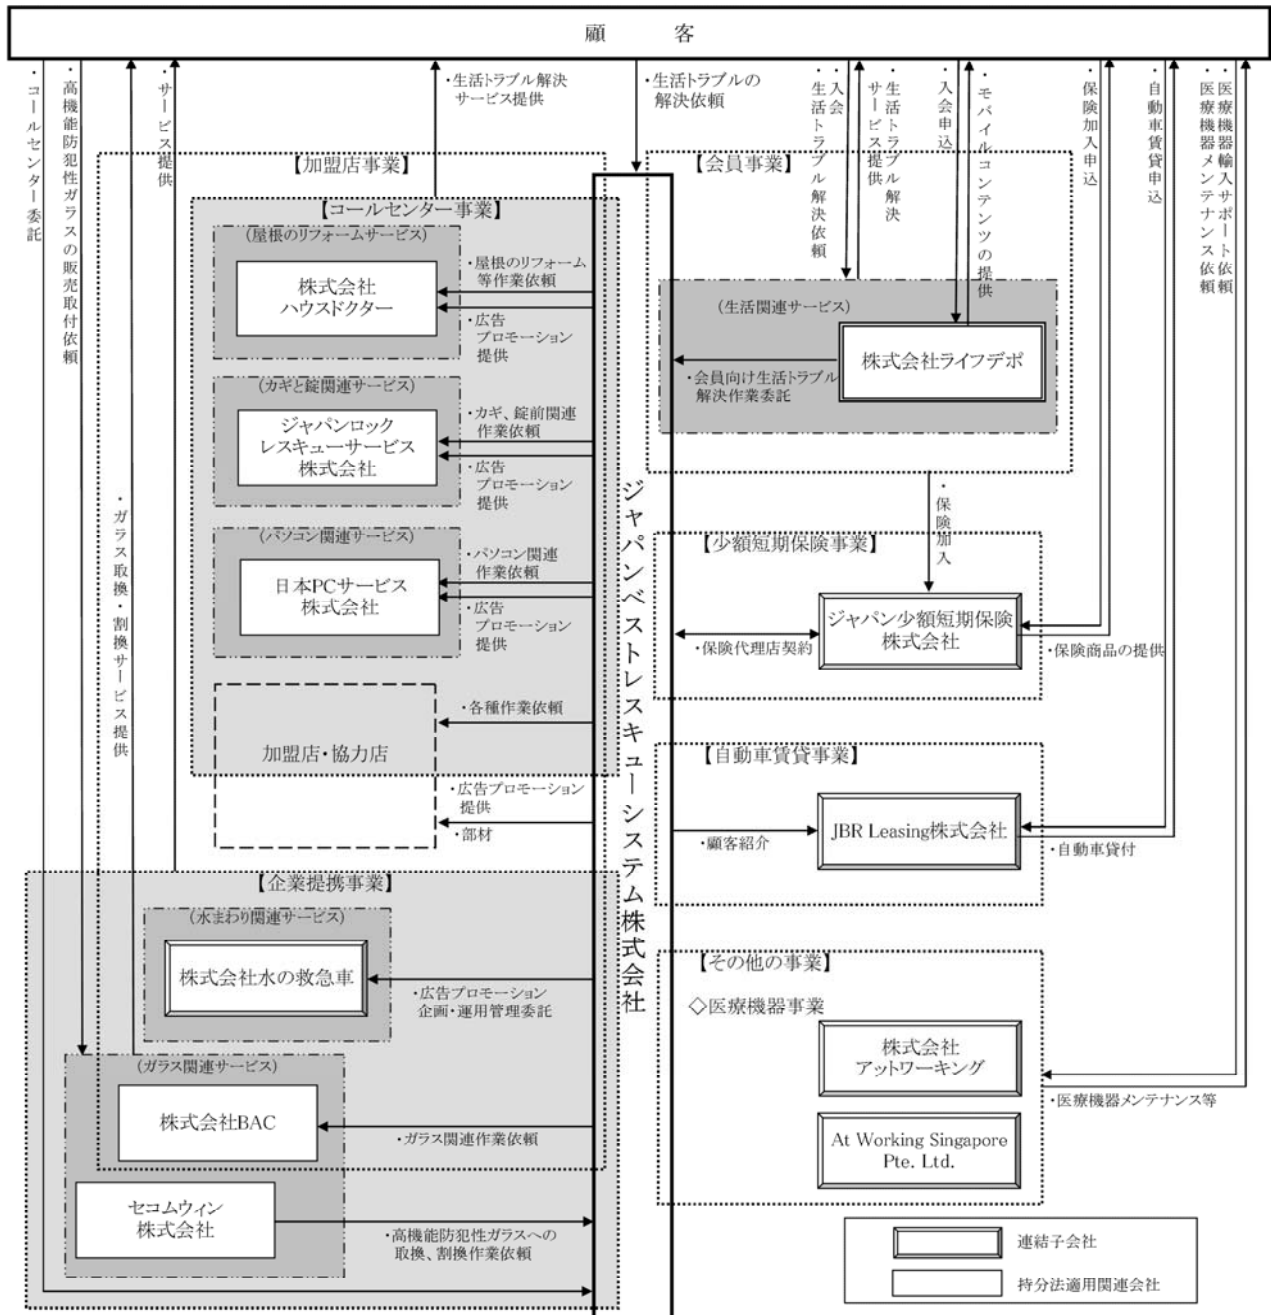 顧　客
・コールセンター委託
・高機能防犯性ガラスの販売取付依頼
・ガラス取換・割換サービス提供
・サービス提供
・生活トラブル解決
サービス提供
・生活トラブルの
解決依頼
・入会
・生活トラブル解決依頼
・生活トラブル解決
サービス提供
・入会申込
・モバイルコンテンツの提供
・保険加入申込
・自動車賃貸申込
・医療機器輸入サポート依頼
・医療機器メンテナンス依頼
【加盟店事業】
【コールセンター事業】
(屋根のリフォームサービス)
株式会社
ハウスドクター
・屋根のリフォーム
等作業依頼
・広告
プロモーション
提供
(カギと錠関連サービス)
ジャパンロック
レスキューサービス
株式会社
・カギ、錠前関連
作業依頼
・広告
プロモーション
提供
(パソコン関連サービス)
日本PCサービス
株式会社
・パソコン関連
作業依頼
・広告
プロモーション
提供
加盟店・協力店
・各種作業依頼
・広告プロモーション
提供
・部材
【企業提携事業】
(水まわり関連サービス)
株式会社水の救急車
・広告プロモーション
企画・運用管理委託
(ガラス関連サービス)
株式会社BAC
・ガラス関連作業依頼
セコムウィン
株式会社
・高機能防犯性ガラスへの
取換、割換作業依頼
ジャパンベストレスキューシステム株式会社
【会員事業】
(生活関連サービス)
株式会社ライフデポ
・会員向け生活トラブル
解決作業委託
・保険加入
【少額短期保険事業】
ジャパン少額短期保険
株式会社
・保険代理店契約
・保険商品の提供
【自動車賃貸事業】
JBR Leasing株式会社
・顧客紹介
・自動車貸付
【その他の事業】
◇医療機器事業
株式会社
アットワーキング
・医療機器メンテナンス等
At Working Singapore
Pte. Ltd.
連結子会社
持分法適用関連会社